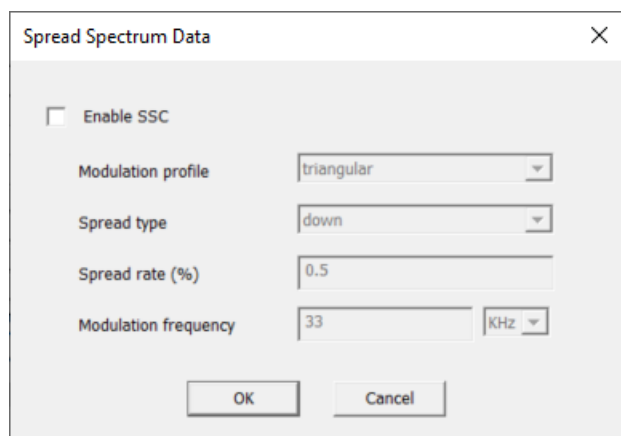 Spread Spectrum Data
Enable SSC
Modulation profile triangular
Spread type down
Spread rate (%) 0.5
Modulation frequency 33 KHz
OK Cancel